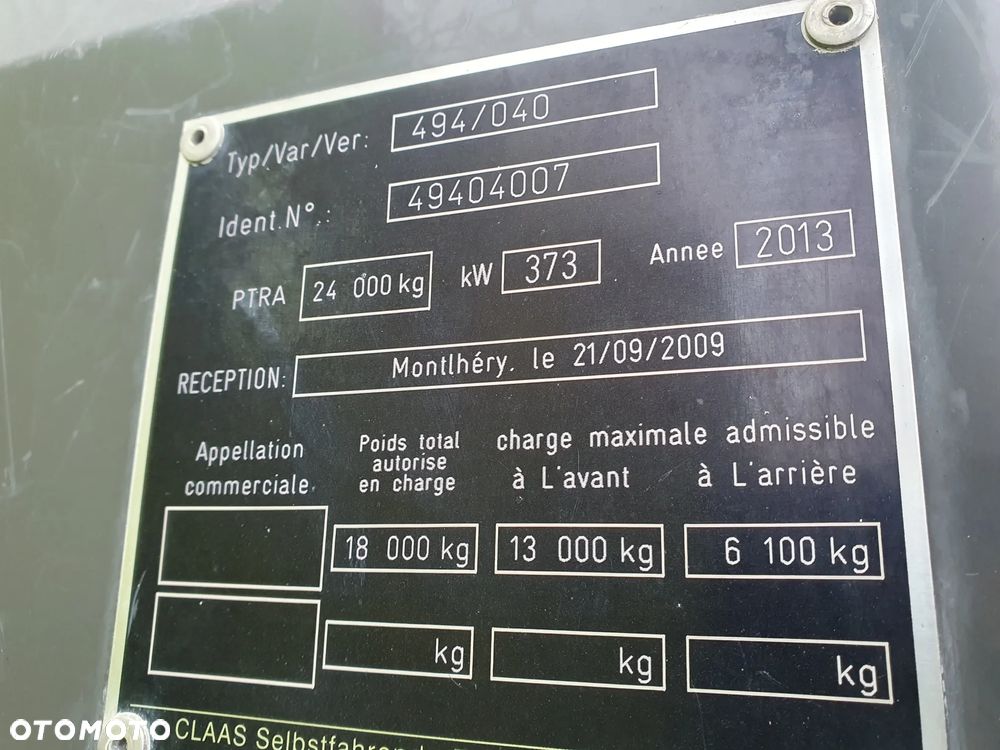 Typ/Var/Ver: 494/040
Ident.N°.: 49404007
PTRA 24 000 kg kW 373 Annee 2013
RECEPTION: Montlhéry, le 21/09/2009
Appellation commerciale
Poids total autorise en charge
charge maximale admissible
à L'avant à L'arrière
18 000 kg 13 000 kg 6 100 kg
kg kg kg
CLAAS
OTOMOTO